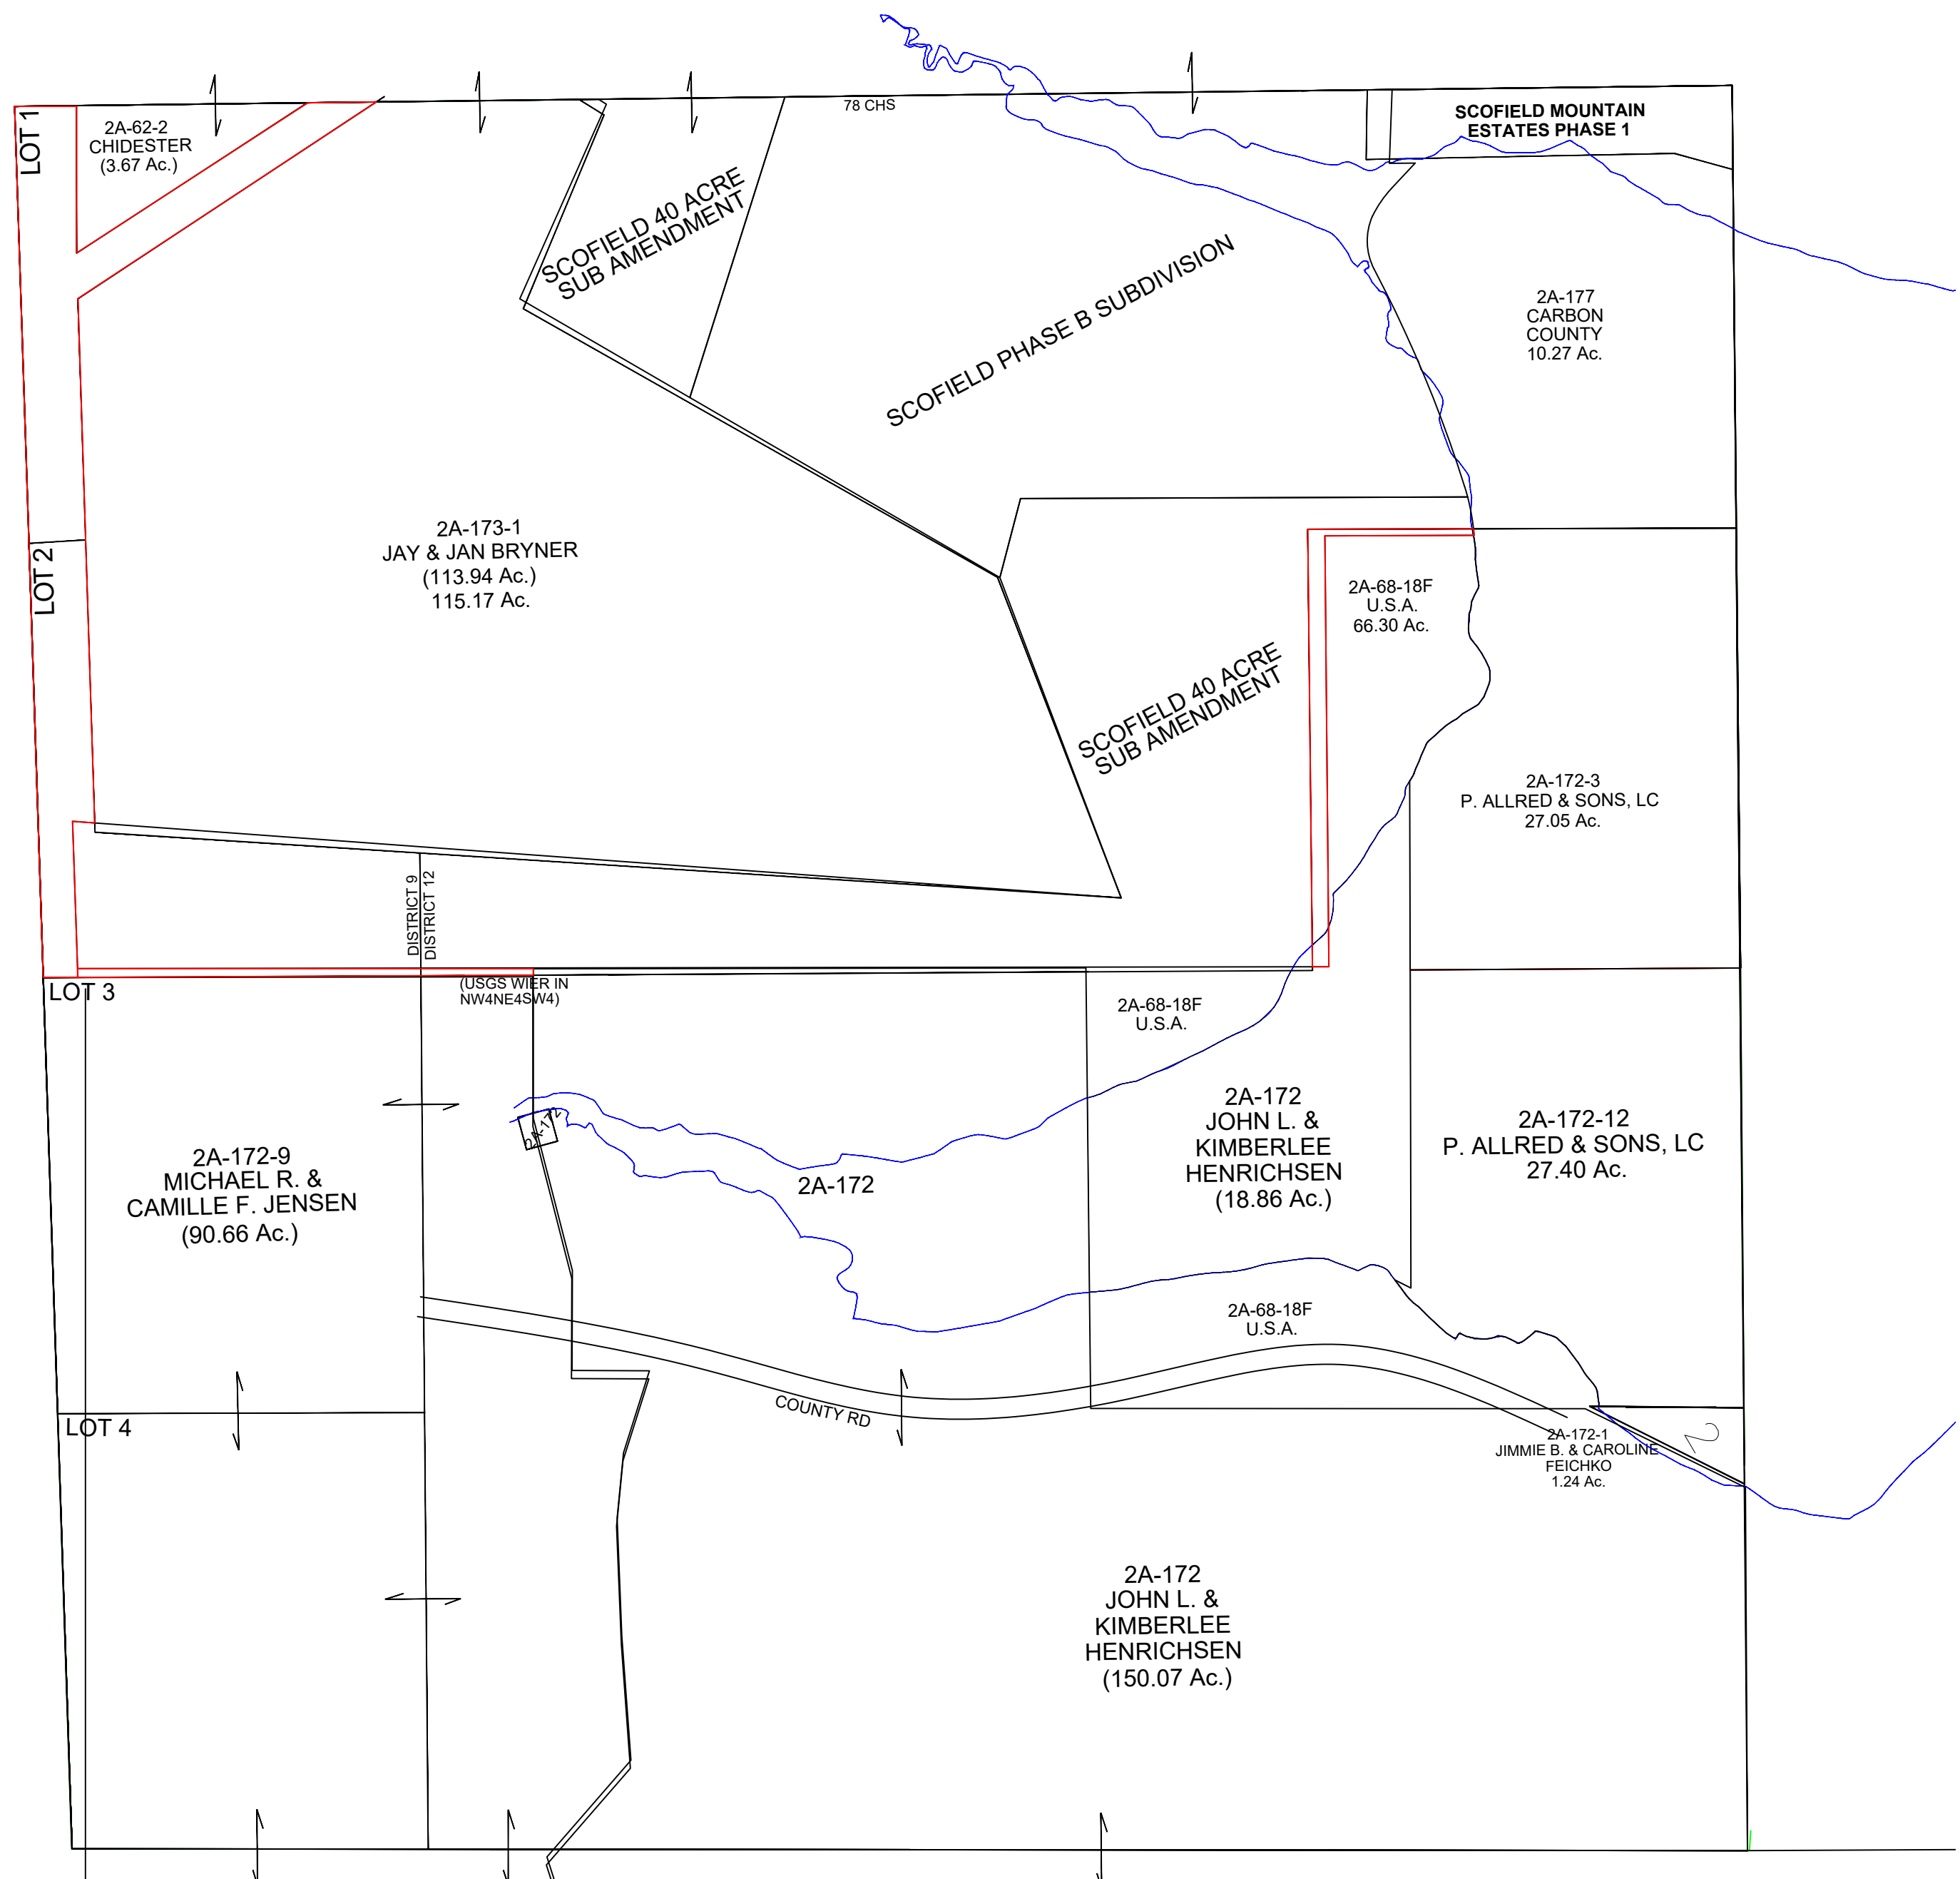 78 CHS
LOT 1
2A-62-2
CHIDESTER
(3.67 Ac.)
SCOFIELD MOUNTAIN
ESTATES PHASE 1
SCOFIELD 40 ACRE
SUB AMENDMENT
SCOFIELD PHASE B SUBDIVISION
2A-177
CARBON
COUNTY
10.27 Ac.
LOT 2
2A-173-1
JAY & JAN BRYNER
(113.94 Ac.)
115.17 Ac.
2A-68-18F
U.S.A.
66.30 Ac.
SCOFIELD 40 ACRE
SUB AMENDMENT
2A-172-3
P. ALLRED & SONS, LC
27.05 Ac.
DISTRICT 9
DISTRICT 12
LOT 3
(USGS WIER IN
NW4NE4SW4)
2A-68-18F
U.S.A.
2A-172
2A-172-9
MICHAEL R. &
CAMILLE F. JENSEN
(90.66 Ac.)
2A-172
2A-172
JOHN L. &
KIMBERLEE
HENRICHSEN
(18.86 Ac.)
2A-172-12
P. ALLRED & SONS, LC
27.40 Ac.
2A-68-18F
U.S.A.
COUNTY RD
LOT 4
2A-172-1
JIMMIE B. & CAROLINE
FEICHKO
1.24 Ac.
2
2A-172
JOHN L. &
KIMBERLEE
HENRICHSEN
(150.07 Ac.)